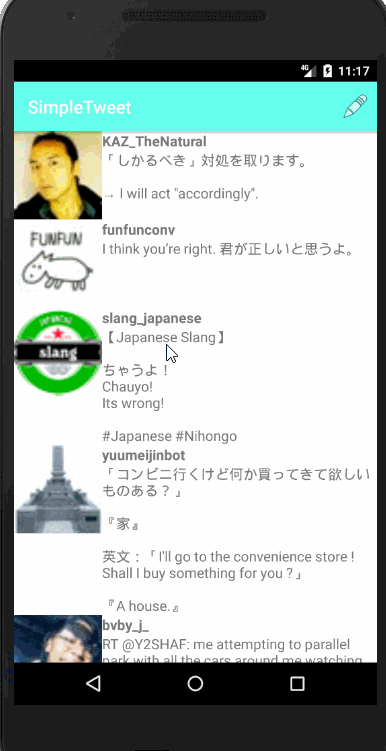 4G 11:17
SimpleTweet
KAZ_TheNatural
「しかるべき」対処を取ります。
→ I will act "accordingly".
FUNFUN
funfunconv
I think you're right. 君が正しいと思うよ。
JAPANESE
slang
slang_japanese
【Japanese Slang】
ちゃうよ！
Chauyo!
Its wrong!
#Japanese #Nihongo
yuumeijinbot
「コンビニ行くけど何か買ってきて欲しい
ものある？」
『家』
英文：「I'll go to the convenience store !
Shall I buy something for you ?」
『A house.』
bvby_j_
RT @Y2SHAF: me attempting to parallel
park with all the cars around me watching